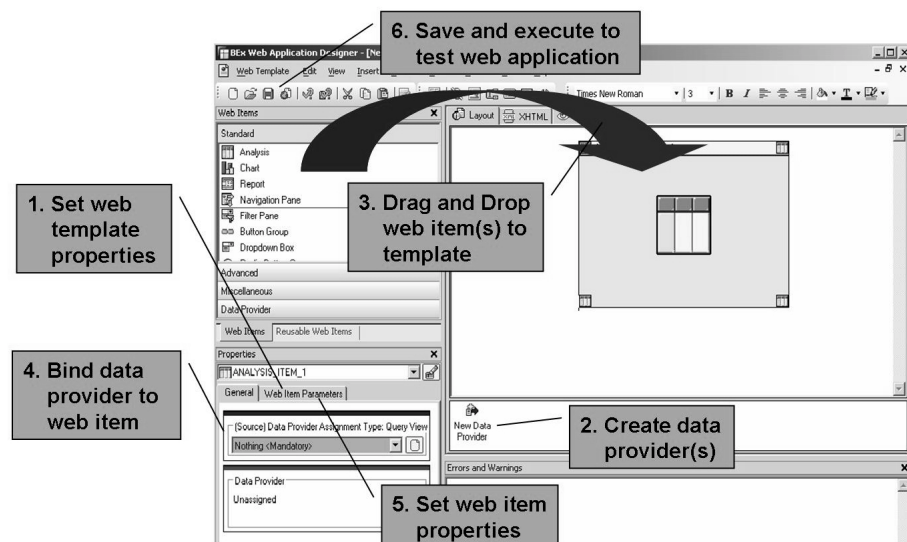 6. Save and execute to
test web application
BEx Web Application Designer - [Ne
Web Template Edit View Insert
Times New Roman 3 B I T
Web Items
Layout XHTML
Standard
Analysis
Chart
Report
Navigation Pane
Filter Pane
Button Group
Dropdown Box
1. Set web
template
properties
3. Drag and Drop
web item(s) to
template
Advanced
Miscellaneous
Data Provider
Web Items Reusable Web Items
Properties
ANALYSIS_ITEM_1
General Web Item Parameters
4. Bind data
provider to
web item
(Source) Data Provider Assignment Type: Query View
Nothing <Mandatory>
Data Provider
Unassigned
New Data
Provider
2. Create data
provider(s)
Errors and Warnings
5. Set web item
properties